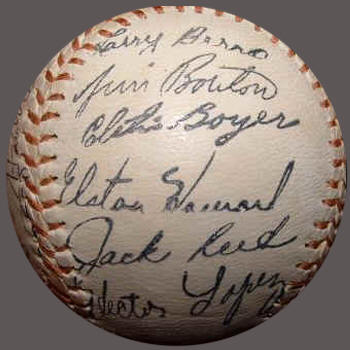 Larry Berra
Jim Bouton
Cletis Boyer
Elston Howard
Jack Reed
Hector Lopez